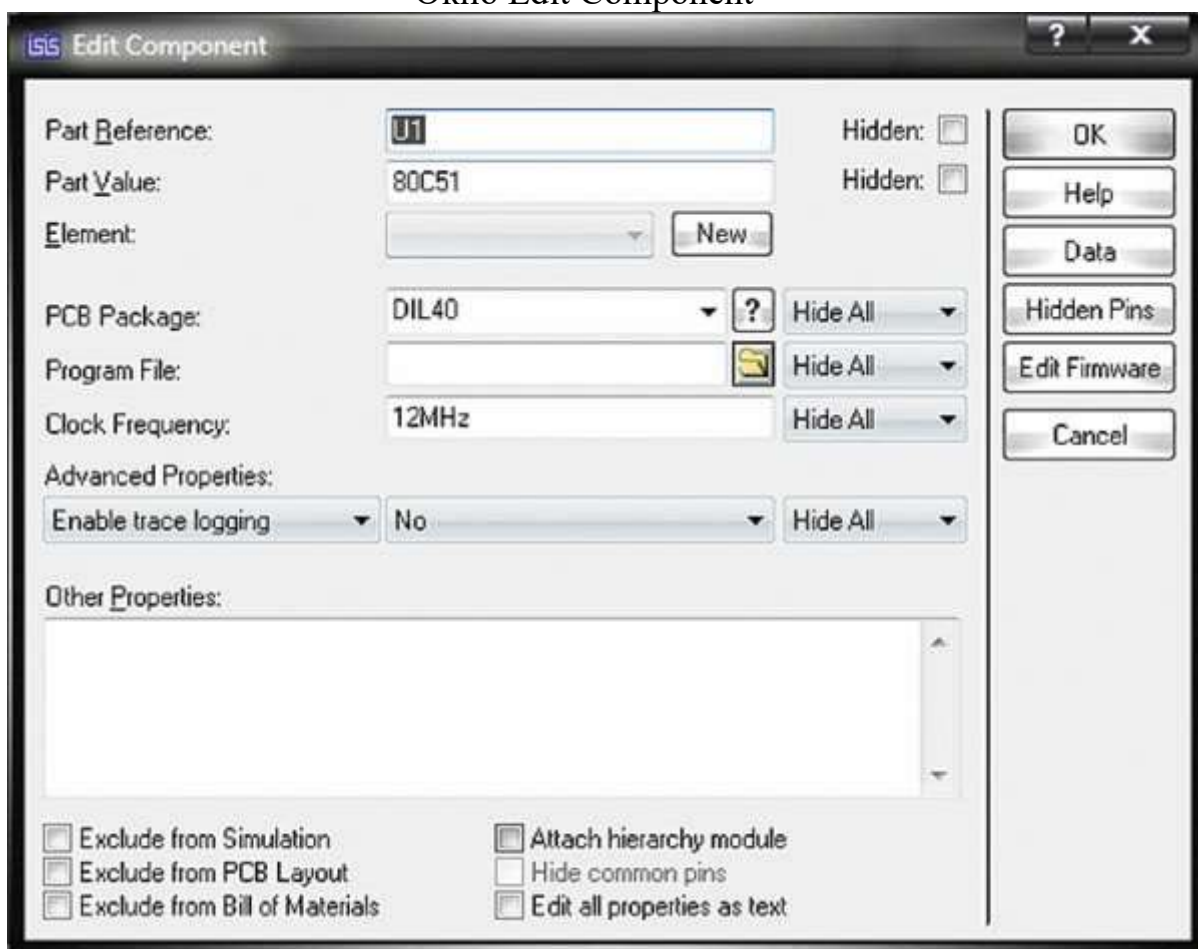 Okno Edit Component
isis Edit Component ? x
Part Reference: U1 Hidden: OK
Part Value: 80C51 Hidden: Help
Element: New Data
PCB Package: DIL40 ? Hide All Hidden Pins
Program File: Hide All Edit Firmware
Clock Frequency: 12MHz Hide All Cancel
Advanced Properties:
Enable trace logging No Hide All
Other Properties:
Exclude from Simulation Attach hierarchy module
Exclude from PCB Layout Hide common pins
Exclude from Bill of Materials Edit all properties as text